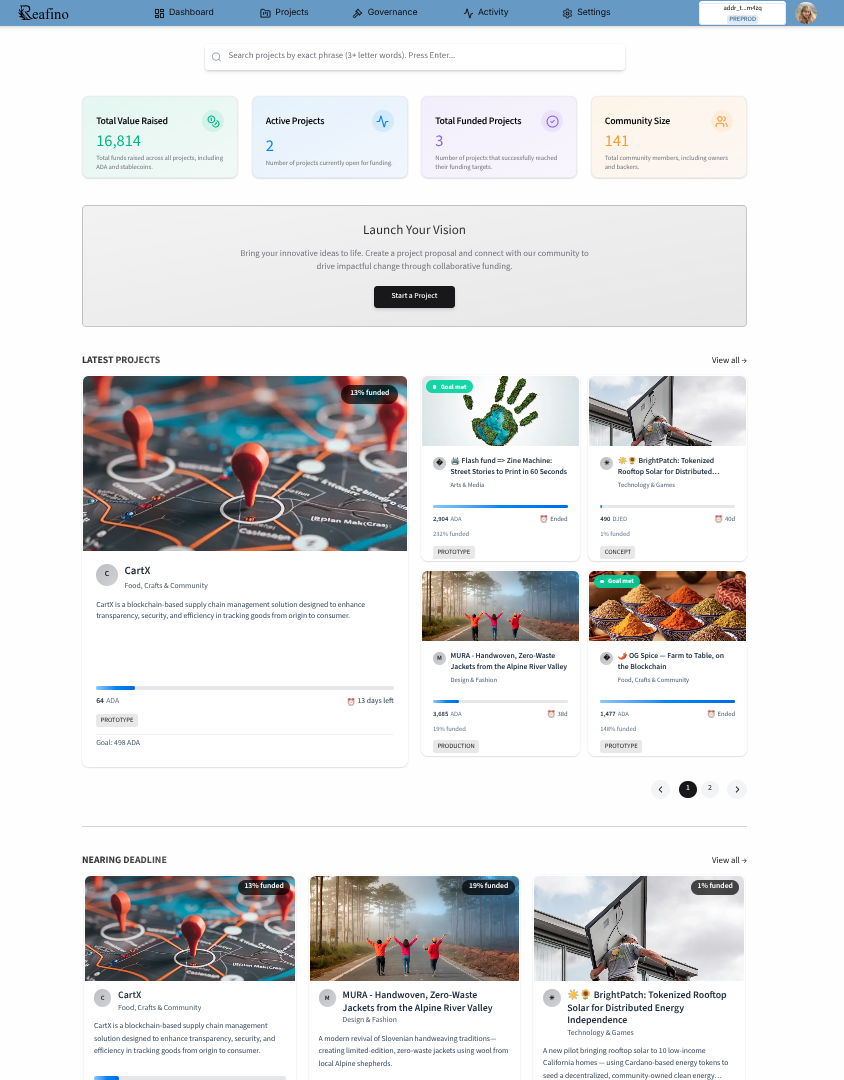 Reafino
Dashboard
Projects
Governance
Activity
Settings
addr_t...m4zq
PREPROD
Search projects by exact phrase (3+ letter words). Press Enter...
Total Value Raised
16,814
Total funds raised across all projects, including
ADA and stablecoins.
Active Projects
2
Number of projects currently open for funding.
Total Funded Projects
3
Number of projects that successfully reached
their funding targets.
Community Size
141
Total community members, including owners
and backers.
Launch Your Vision
Bring your innovative ideas to life. Create a project proposal and connect with our community to
drive impactful change through collaborative funding.
Start a Project
LATEST PROJECTS
View all →
13% funded
C
CartX
Food, Crafts & Community
CartX is a blockchain-based supply chain management solution designed to enhance
transparency, security, and efficiency in tracking goods from origin to consumer.
64 ADA
⏰ 13 days left
PROTOTYPE
Goal: 498 ADA
Goal met
🖨️ Flash fund => Zine Machine:
Street Stories to Print in 60 Seconds
Arts & Media
2,904 ADA
⏰ Ended
232% funded
PROTOTYPE
☀️🌻 BrightPatch: Tokenized
Rooftop Solar for Distributed...
Technology & Games
490 DJED
⏰ 40d
1% funded
CONCEPT
M
MURA - Handwoven, Zero-Waste
Jackets from the Alpine River Valley
Design & Fashion
3,685 ADA
⏰ 38d
19% funded
PRODUCTION
Goal met
🌶️ OG Spice — Farm to Table, on
the Blockchain
Food, Crafts & Community
1,477 ADA
⏰ Ended
148% funded
PROTOTYPE
1
2
NEARING DEADLINE
View all →
13% funded
C
CartX
Food, Crafts & Community
CartX is a blockchain-based supply chain management
solution designed to enhance transparency, security, and
efficiency in tracking goods from origin to consumer.
19% funded
M
MURA - Handwoven, Zero-Waste
Jackets from the Alpine River Valley
Design & Fashion
A modern revival of Slovenian handweaving traditions—
creating limited-edition, zero-waste jackets using wool from
local Alpine shepherds.
1% funded
☀️🌻 BrightPatch: Tokenized Rooftop
Solar for Distributed Energy
Independence
Technology & Games
A new pilot bringing rooftop solar to 10 low-income
California homes — using Cardano-based energy tokens to
seed a decentralized, community-owned clean energy...